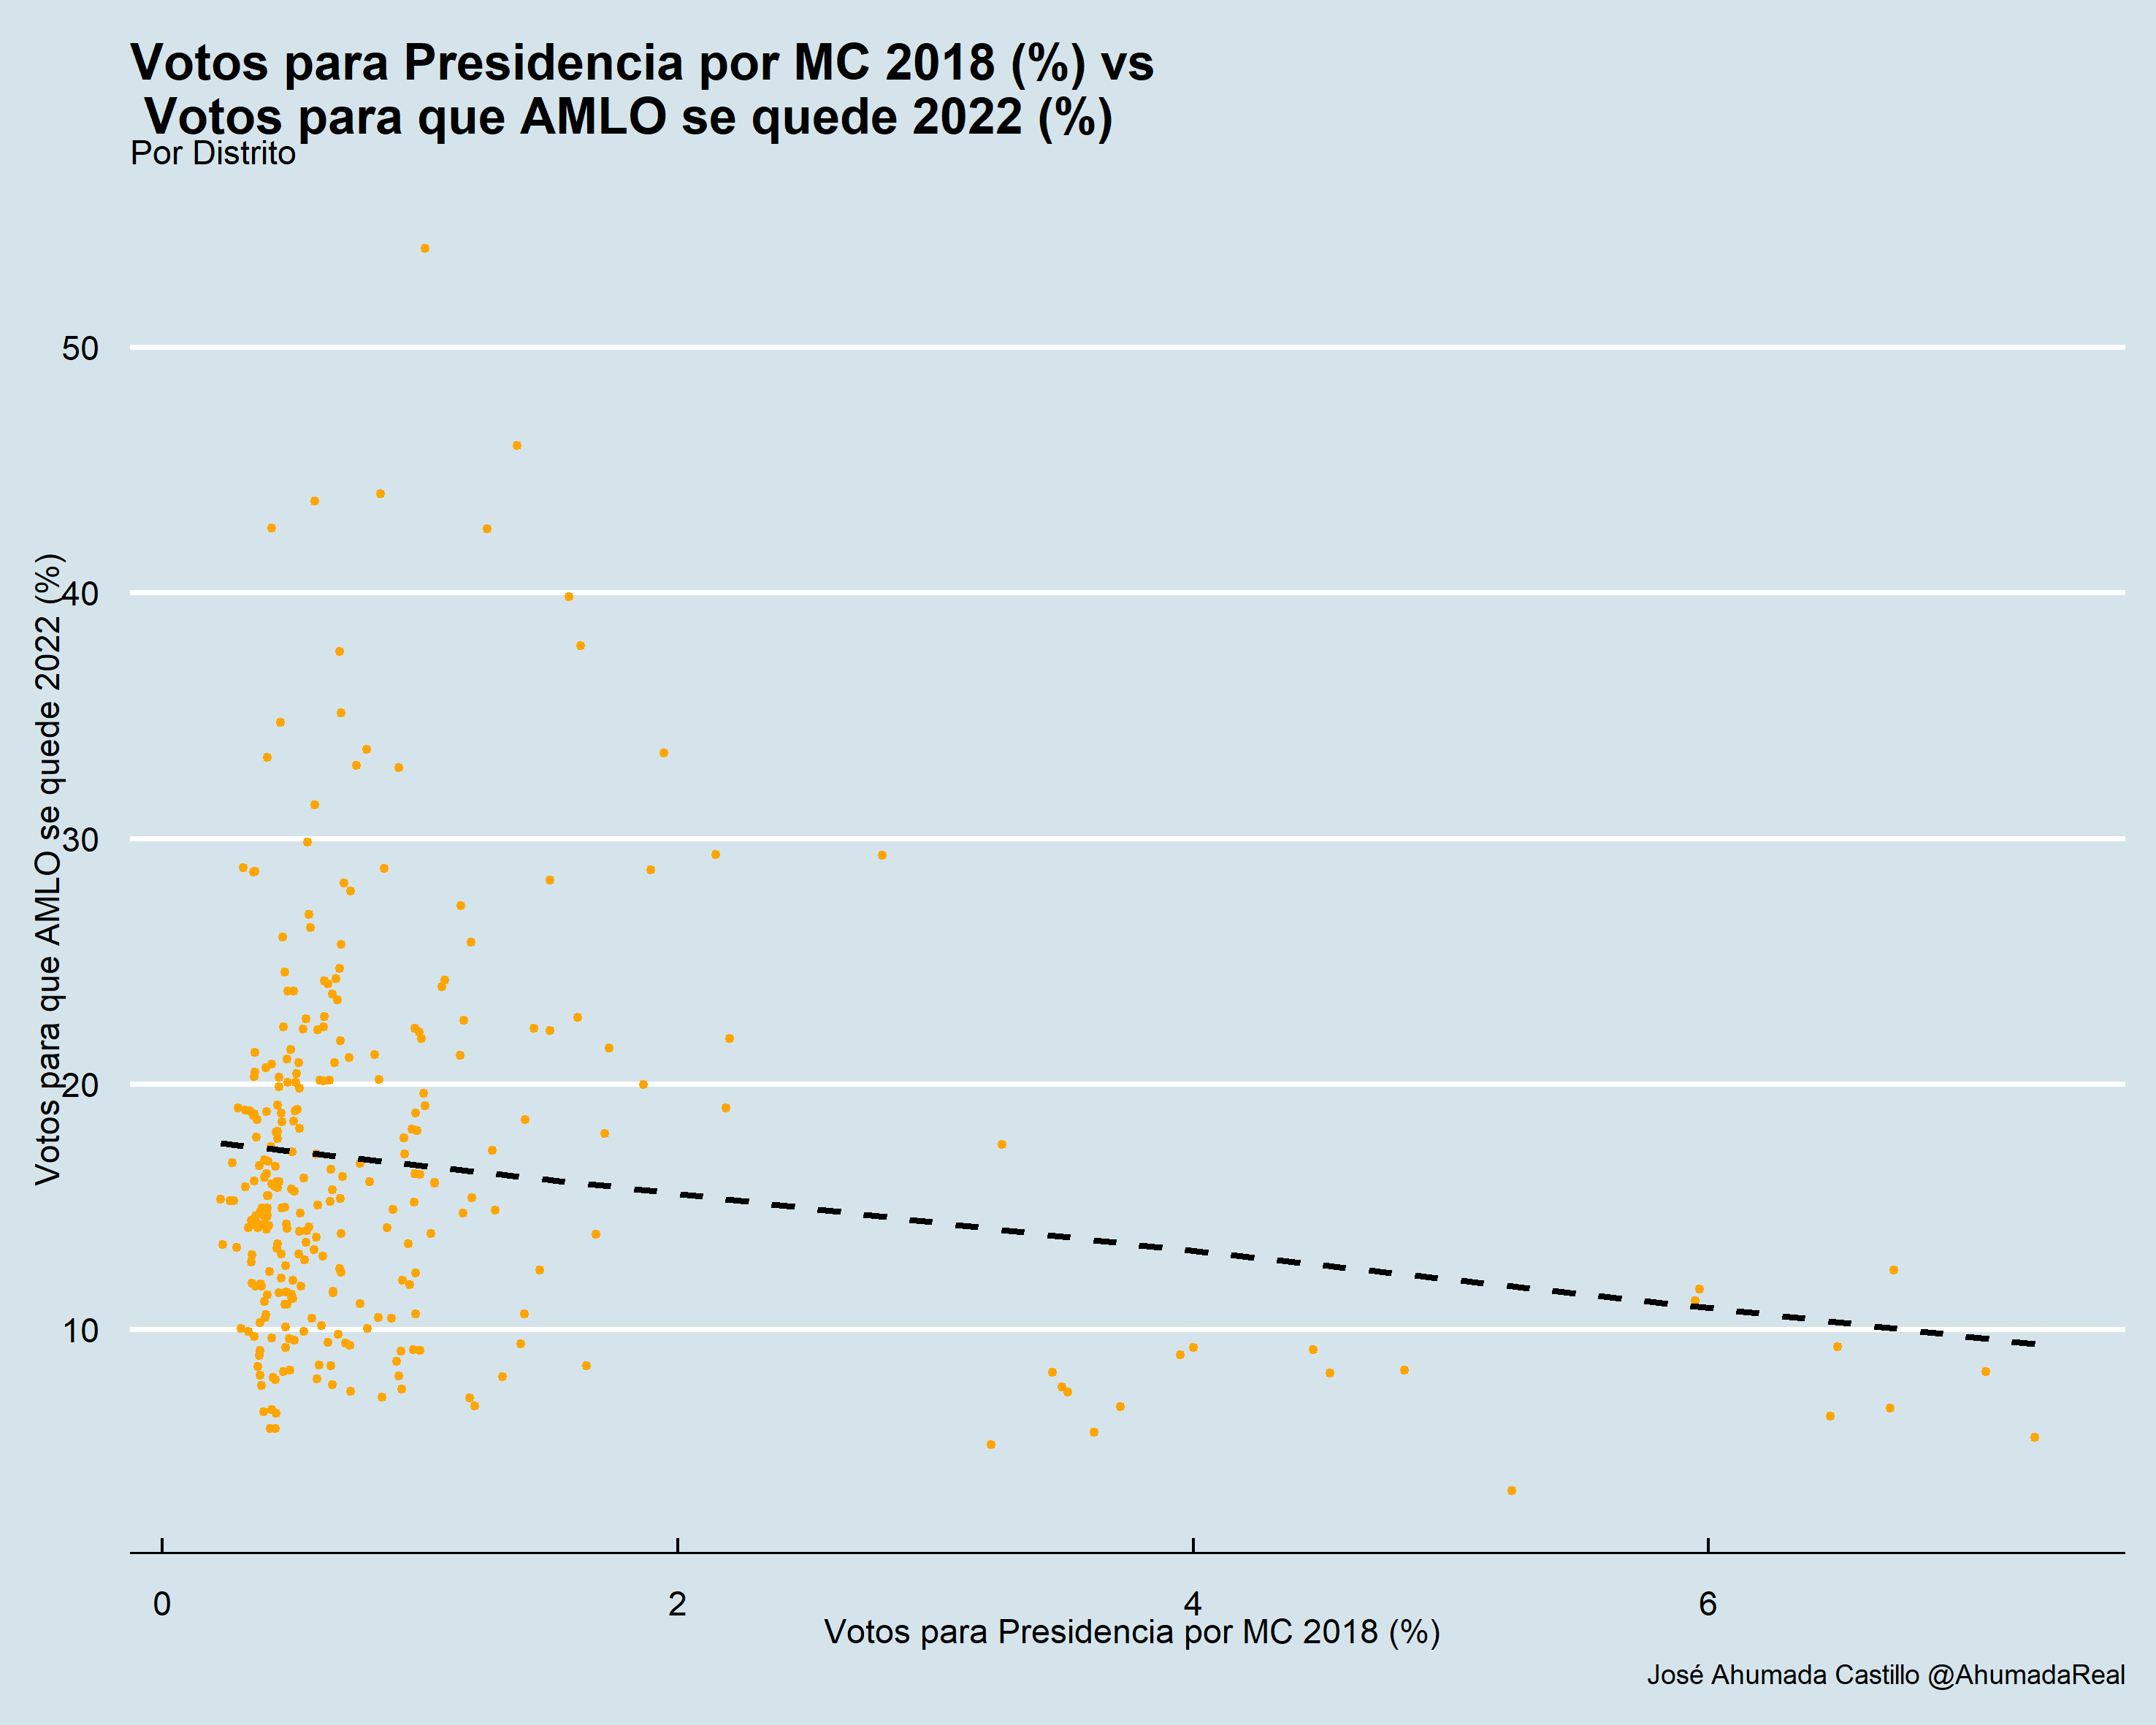 Votos para Presidencia por MC 2018 (%) vs
Votos para que AMLO se quede 2022 (%)
Por Distrito
Votos para que AMLO se quede 2022 (%)
50
40
30
20
10
0 2 4 6
Votos para Presidencia por MC 2018 (%)
José Ahumada Castillo @AhumadaReal